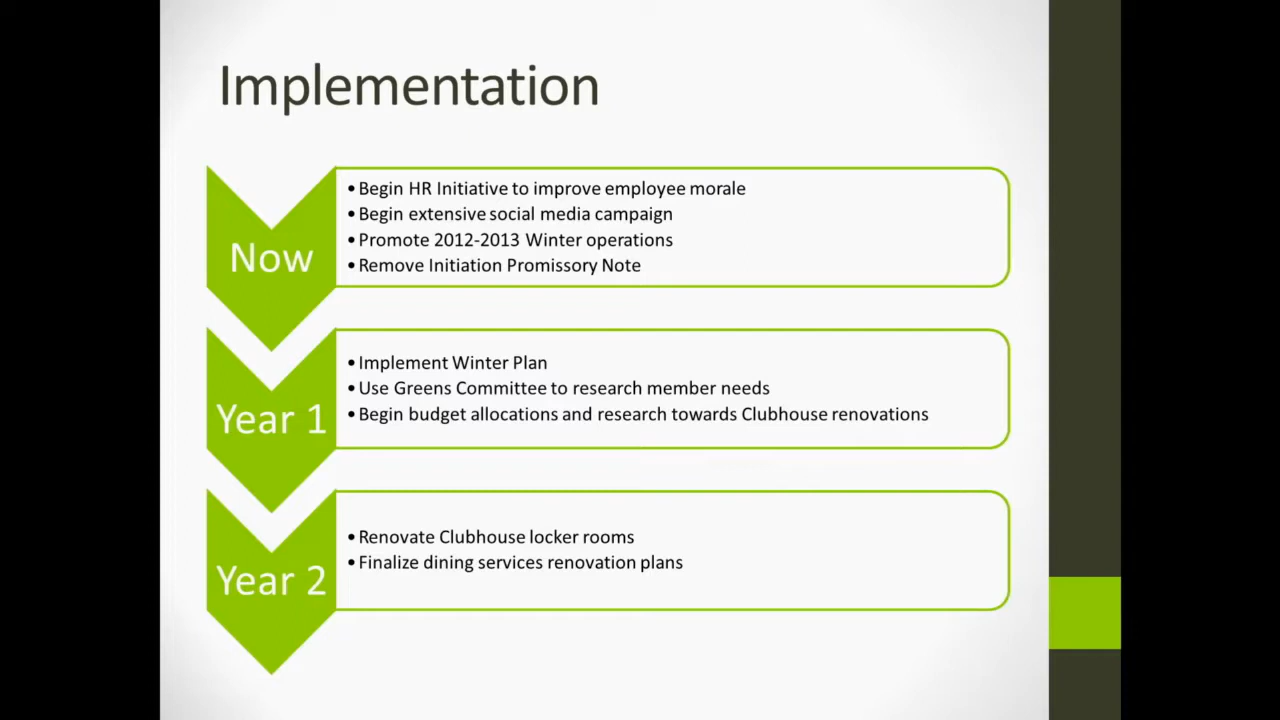 Implementation
Now
•Begin HR Initiative to improve employee morale
•Begin extensive social media campaign
•Promote 2012-2013 Winter operations
•Remove Initiation Promissory Note
Year 1
•Implement Winter Plan
•Use Greens Committee to research member needs
•Begin budget allocations and research towards Clubhouse renovations
Year 2
•Renovate Clubhouse locker rooms
•Finalize dining services renovation plans